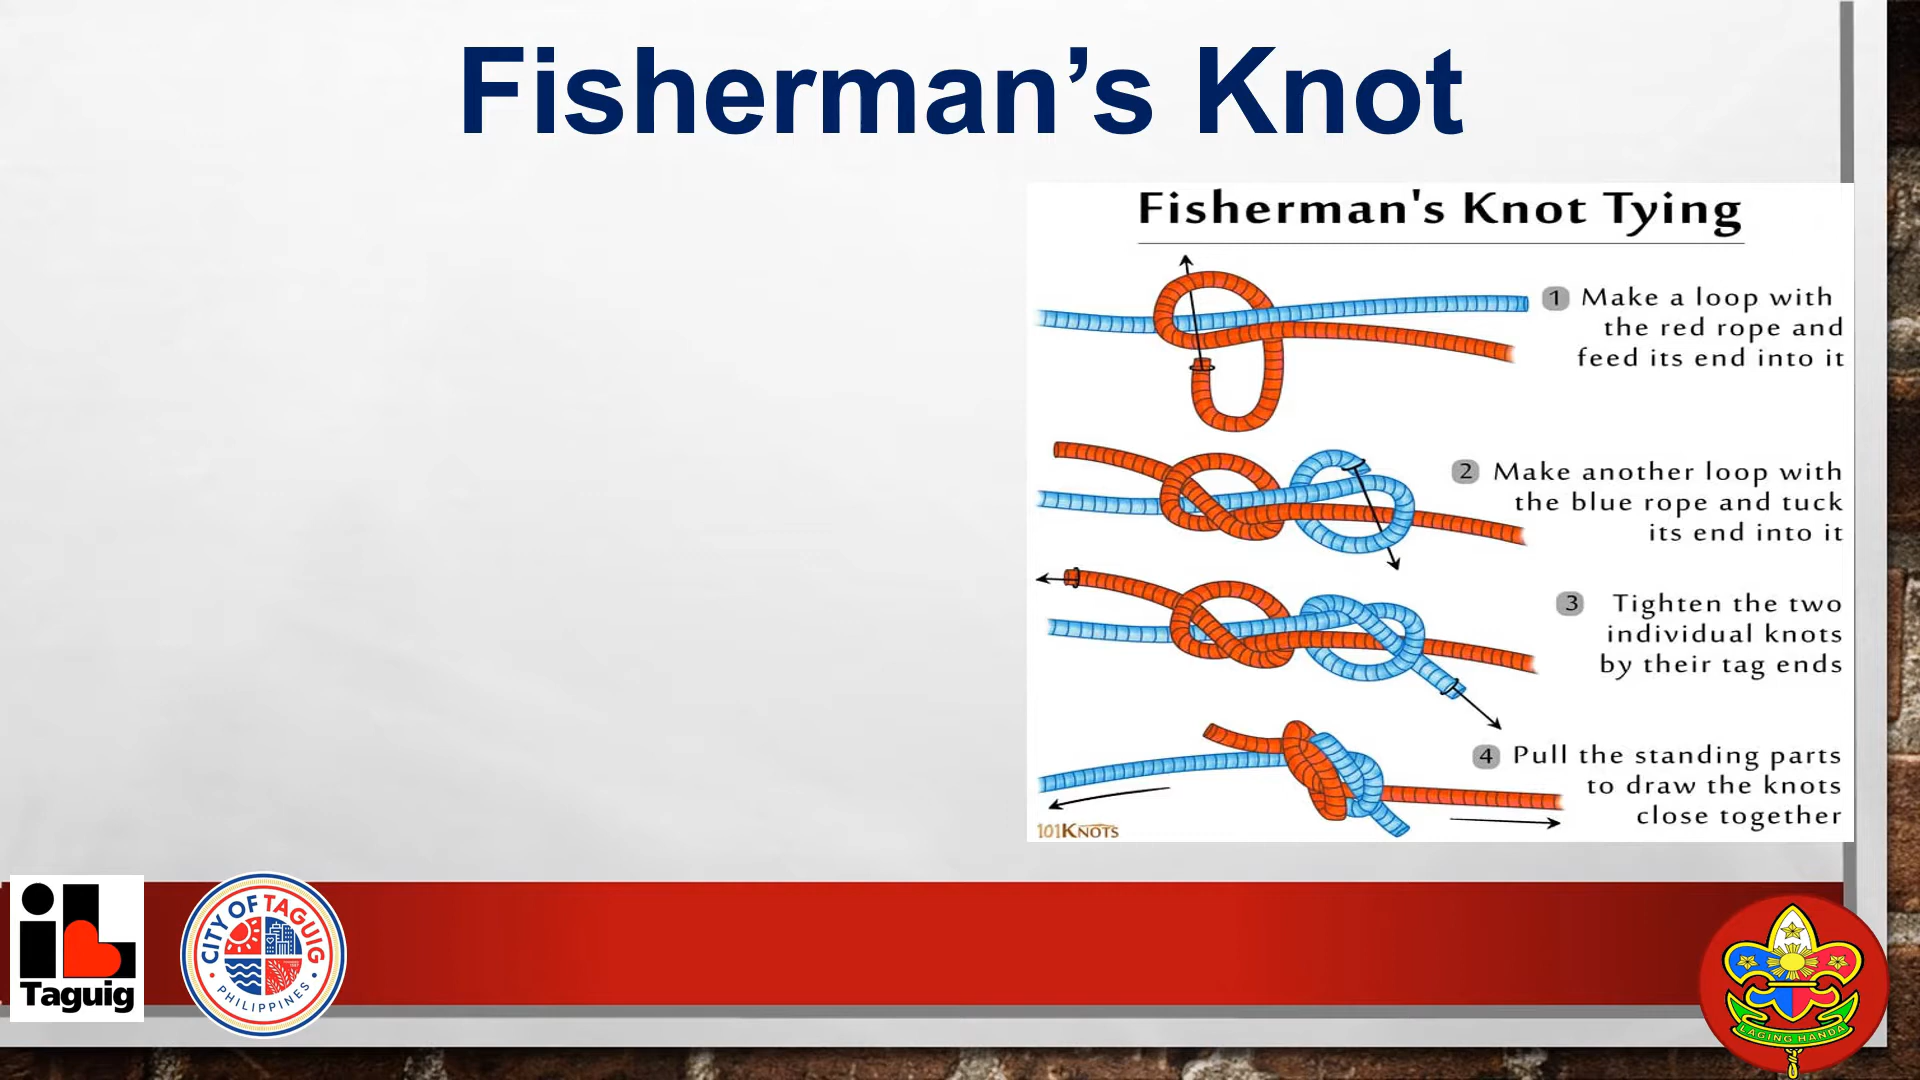 Fisherman’s Knot
Fisherman's Knot Tying
1 Make a loop with
the red rope and
feed its end into it
2 Make another loop with
the blue rope and tuck
its end into it
3 Tighten the two
individual knots
by their tag ends
4 Pull the standing parts
to draw the knots
close together
101KNOTS
iL
Taguig
CITY OF TAGUIG
PHILIPPINES
LAGING HANDA